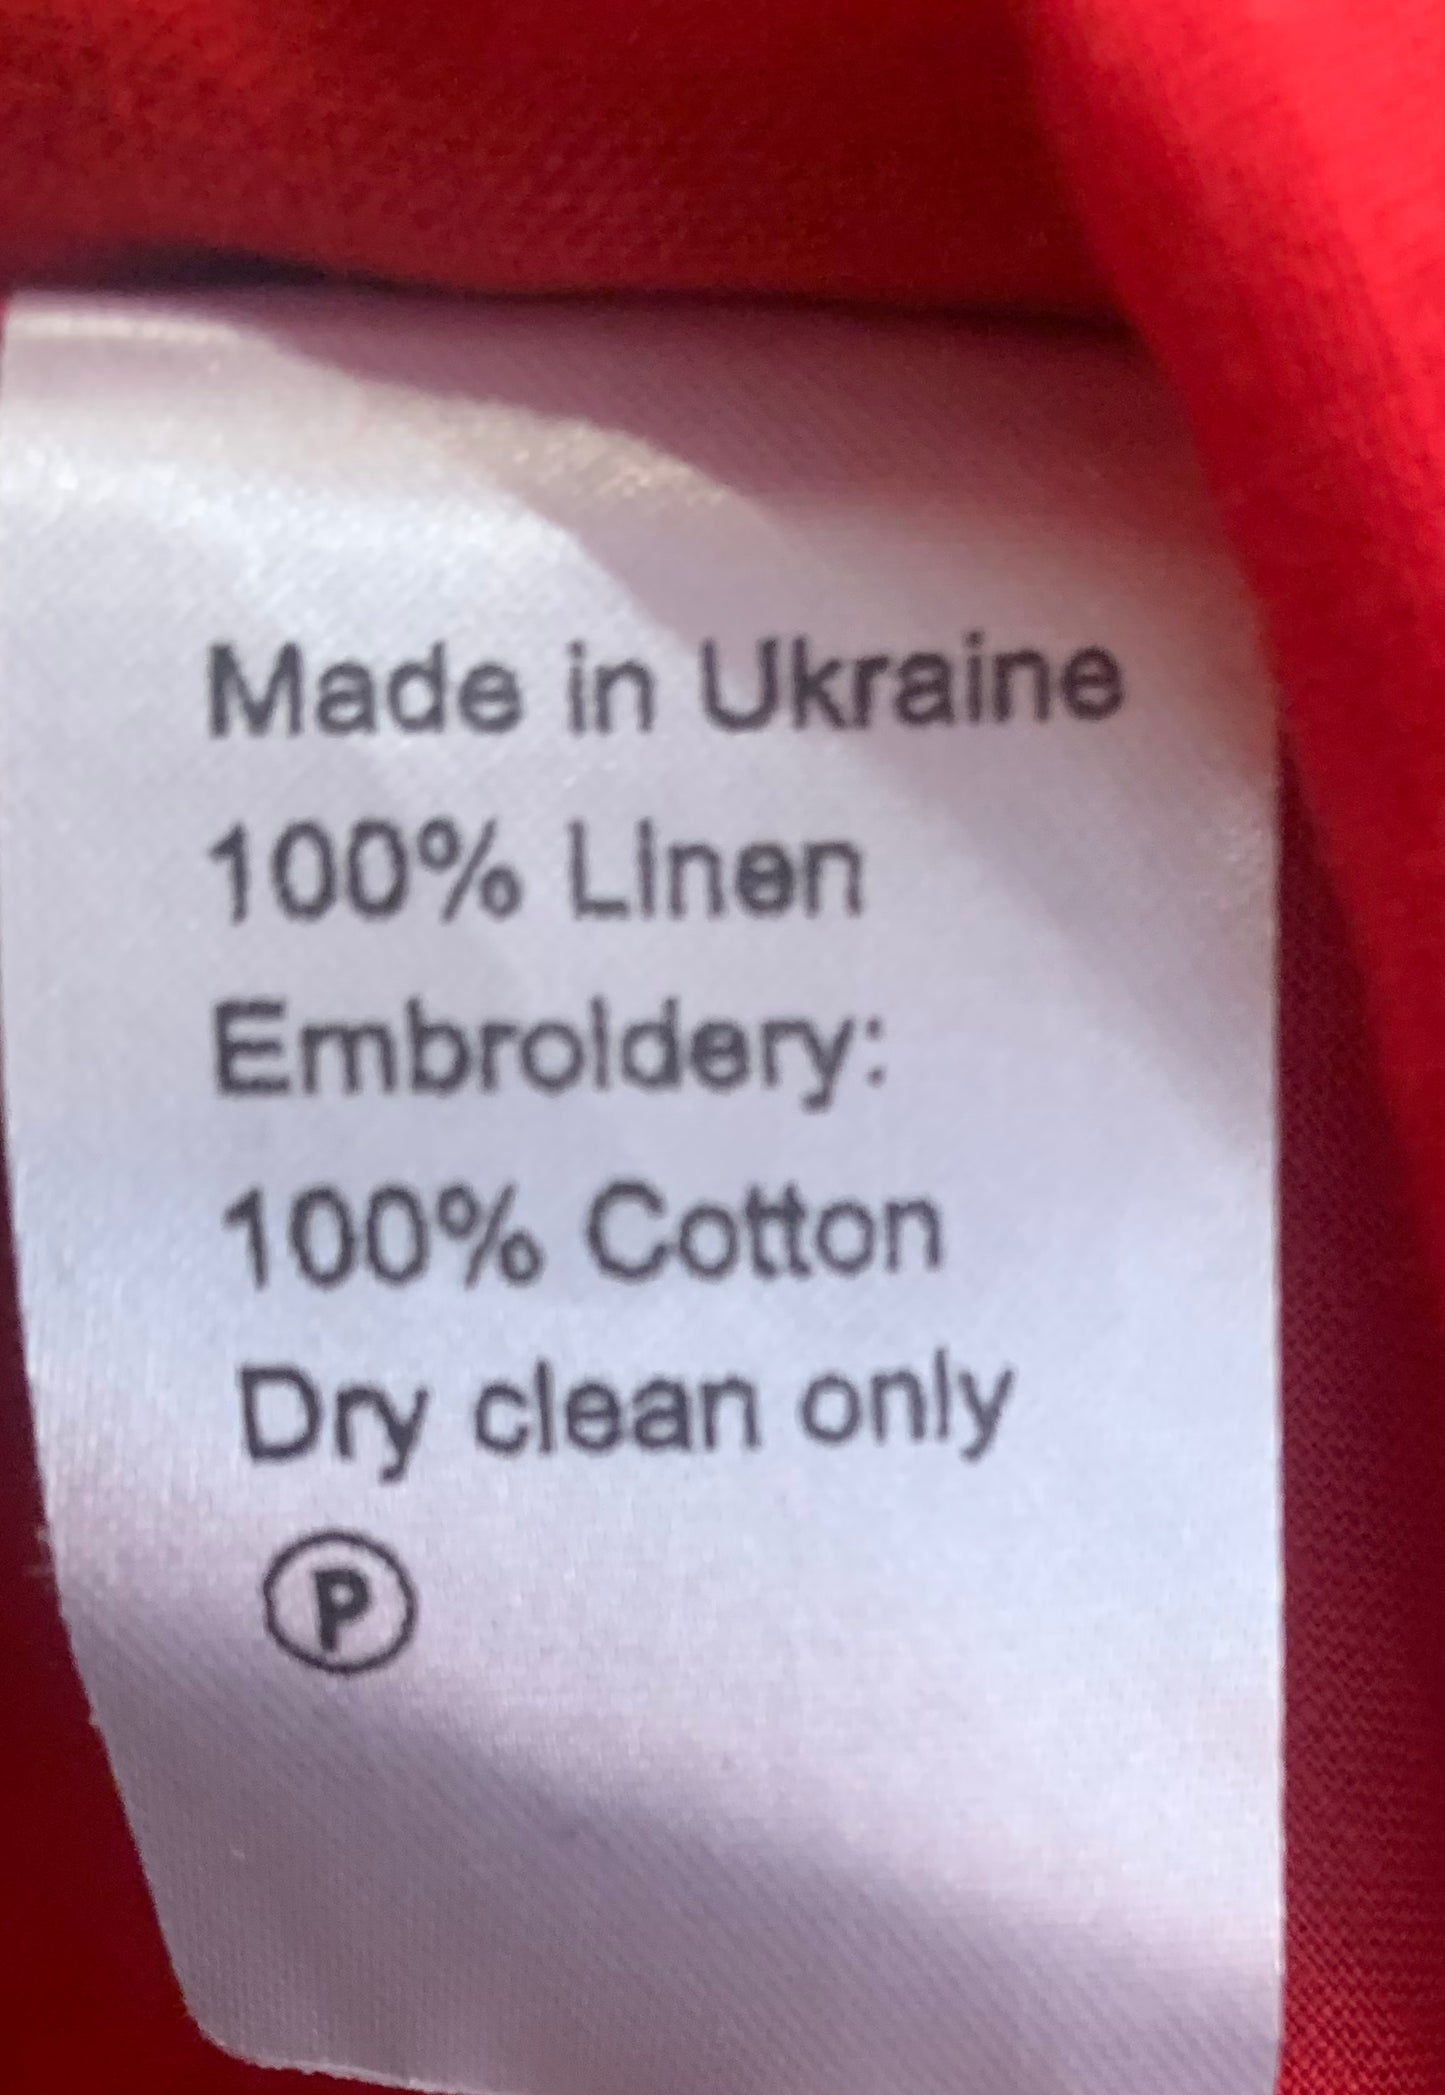 Made in Ukraine
100% Linen
Embroidery:
100% Cotton
Dry clean only
P